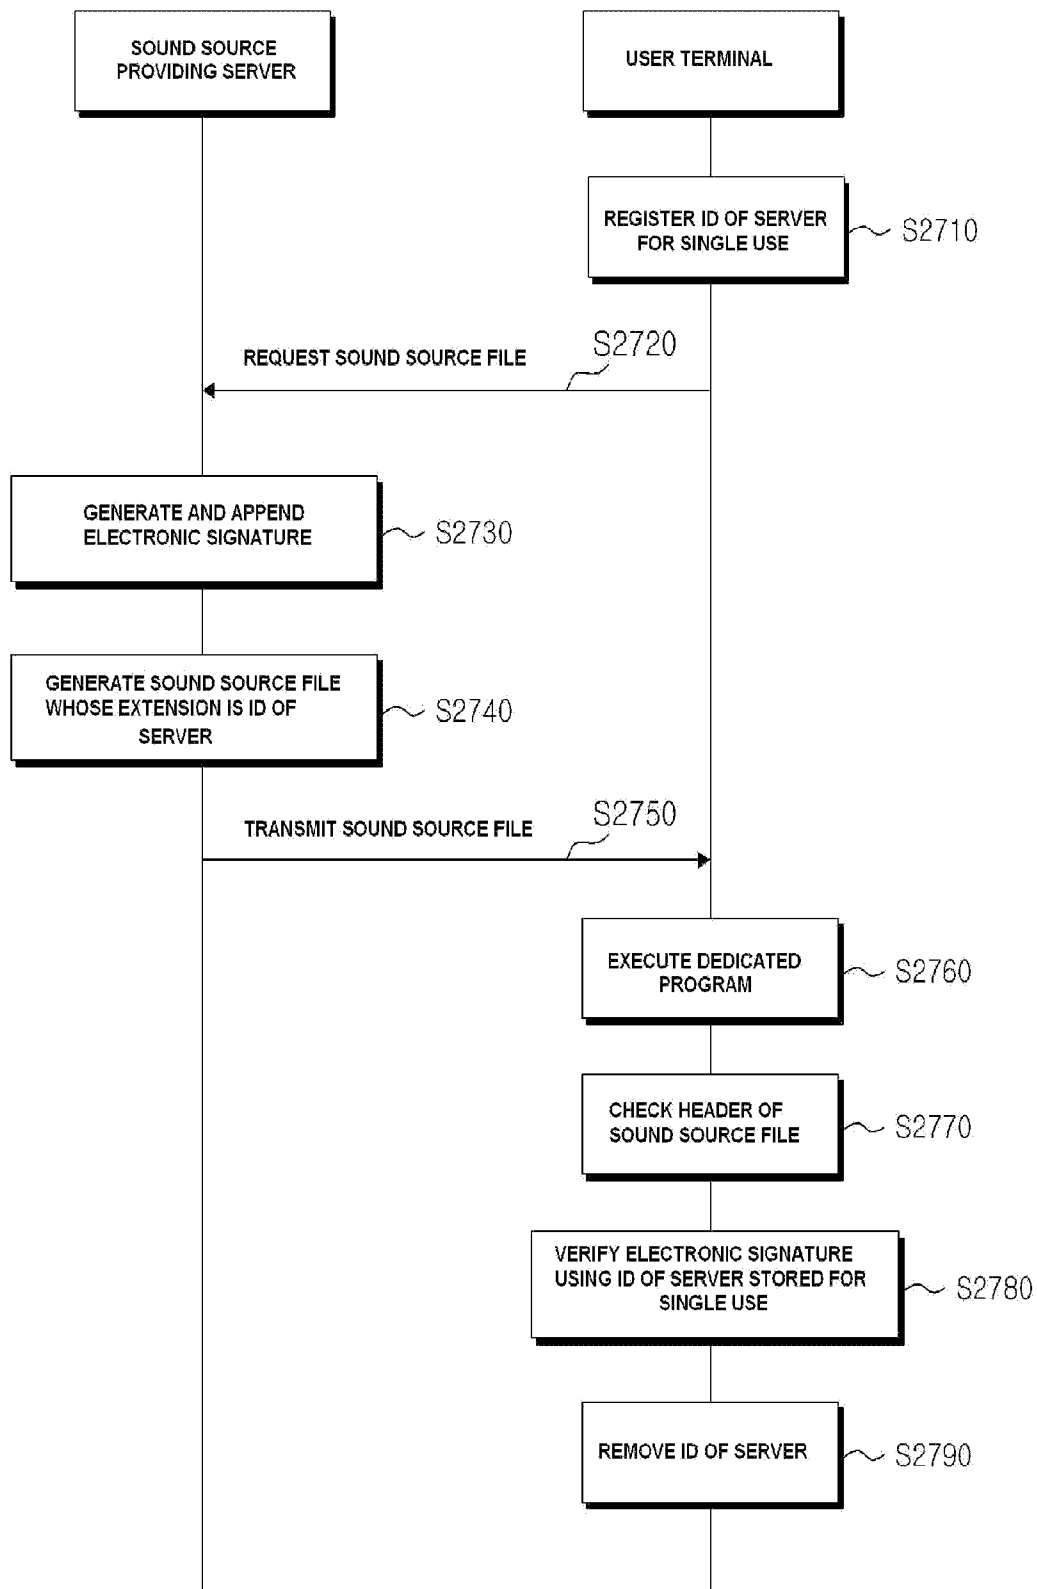 SOUND SOURCE
PROVIDING SERVER
USER TERMINAL
REGISTER ID OF SERVER
FOR SINGLE USE
S2710
REQUEST SOUND SOURCE FILE
S2720
GENERATE AND APPEND
ELECTRONIC SIGNATURE
S2730
GENERATE SOUND SOURCE FILE
WHOSE EXTENSION IS ID OF
SERVER
S2740
TRANSMIT SOUND SOURCE FILE
S2750
EXECUTE DEDICATED
PROGRAM
S2760
CHECK HEADER OF
SOUND SOURCE FILE
S2770
VERIFY ELECTRONIC SIGNATURE
USING ID OF SERVER STORED FOR
SINGLE USE
S2780
REMOVE ID OF SERVER
S2790